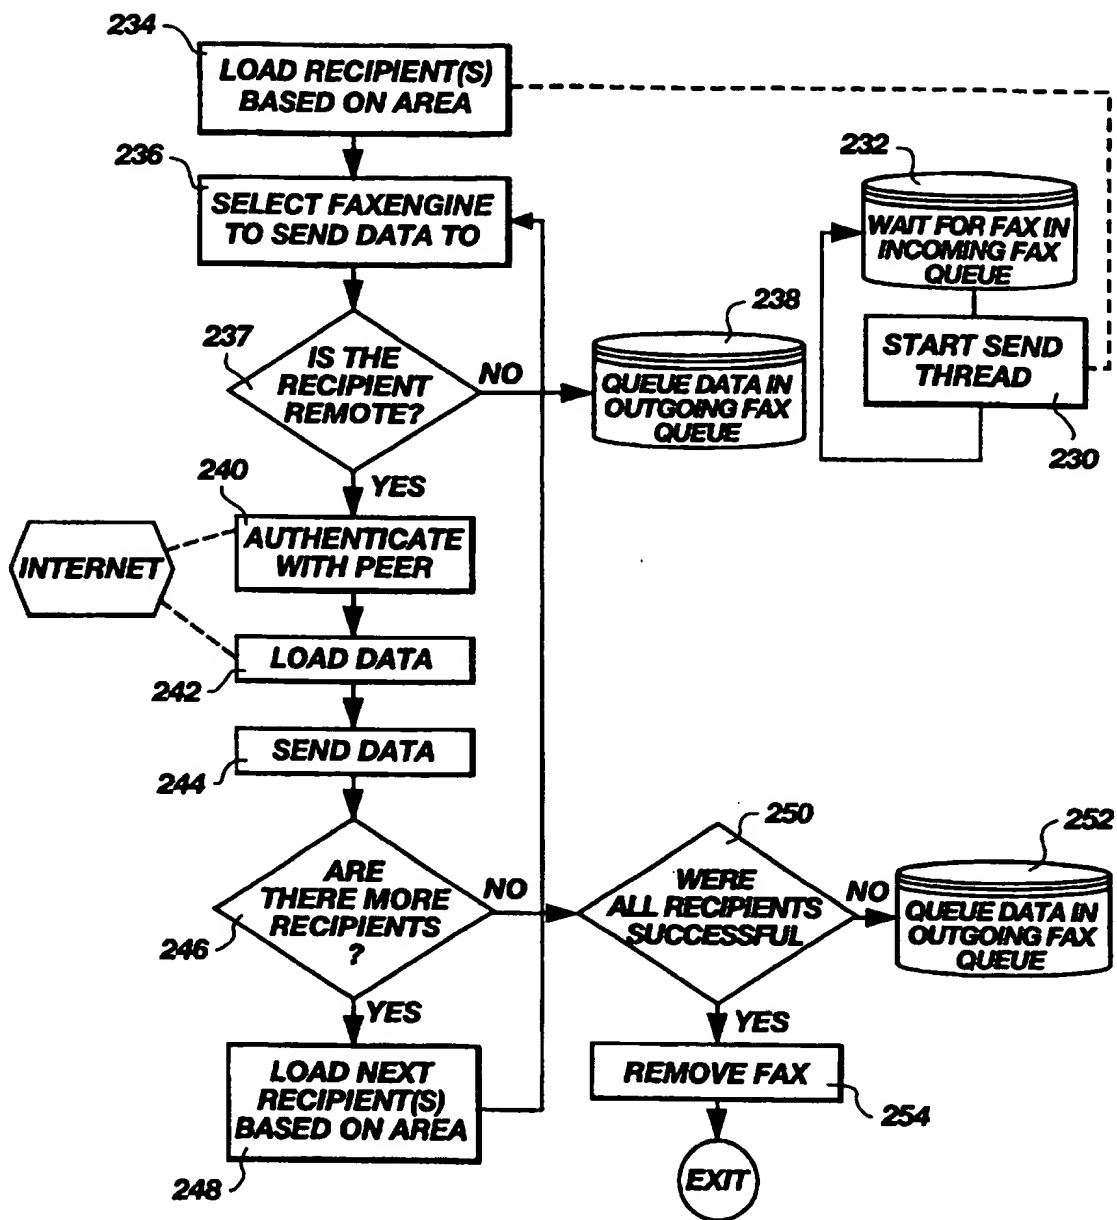 234
LOAD RECIPIENT(S)
BASED ON AREA
236
SELECT FAXENGINE
TO SEND DATA TO
232
WAIT FOR FAX IN
INCOMING FAX
QUEUE
START SEND
THREAD
230
237
IS THE
RECIPIENT
REMOTE?
NO
238
QUEUE DATA IN
OUTGOING FAX
QUEUE
YES
240
AUTHENTICATE
WITH PEER
INTERNET
LOAD DATA
242
SEND DATA
244
ARE
THERE MORE
RECIPIENTS
?
246
NO
250
WERE
ALL RECIPIENTS
SUCCESSFUL
NO
252
QUEUE DATA IN
OUTGOING FAX
QUEUE
YES
LOAD NEXT
RECIPIENT(S)
BASED ON AREA
248
YES
REMOVE FAX
254
EXIT